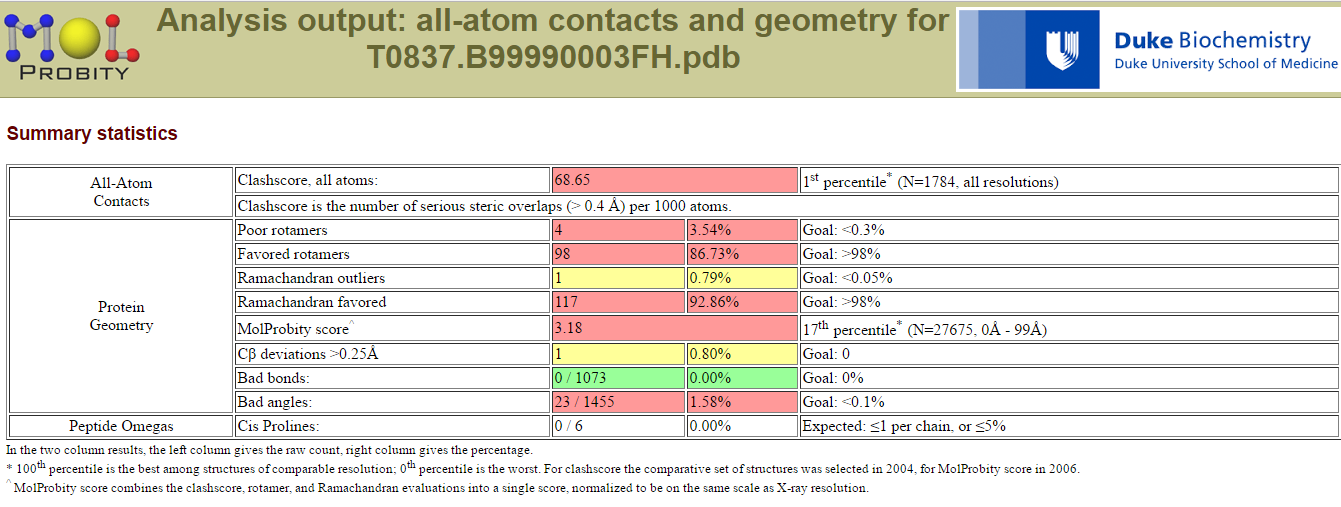 MOL
PROBITY
Analysis output: all-atom contacts and geometry for
T0837.B99990003FH.pdb
Duke Biochemistry
Duke University School of Medicine
Summary statistics
All-Atom
Contacts
Clashscore, all atoms: 68.65 1st percentile* (N=1784, all resolutions)
Clashscore is the number of serious steric overlaps (> 0.4 Å) per 1000 atoms.
Protein
Geometry
Poor rotamers 4 3.54% Goal: <0.3%
Favored rotamers 98 86.73% Goal: >98%
Ramachandran outliers 1 0.79% Goal: <0.05%
Ramachandran favored 117 92.86% Goal: >98%
MolProbity score^ 3.18 17th percentile* (N=27675, 0Å - 99Å)
Cβ deviations >0.25Å 1 0.80% Goal: 0
Bad bonds: 0 / 1073 0.00% Goal: 0%
Bad angles: 23 / 1455 1.58% Goal: <0.1%
Peptide Omegas Cis Prolines: 0 / 6 0.00% Expected: ≤1 per chain, or ≤5%
In the two column results, the left column gives the raw count, right column gives the percentage.
* 100th percentile is the best among structures of comparable resolution; 0th percentile is the worst. For clashscore the comparative set of structures was selected in 2004, for MolProbity score in 2006.
^ MolProbity score combines the clashscore, rotamer, and Ramachandran evaluations into a single score, normalized to be on the same scale as X-ray resolution.